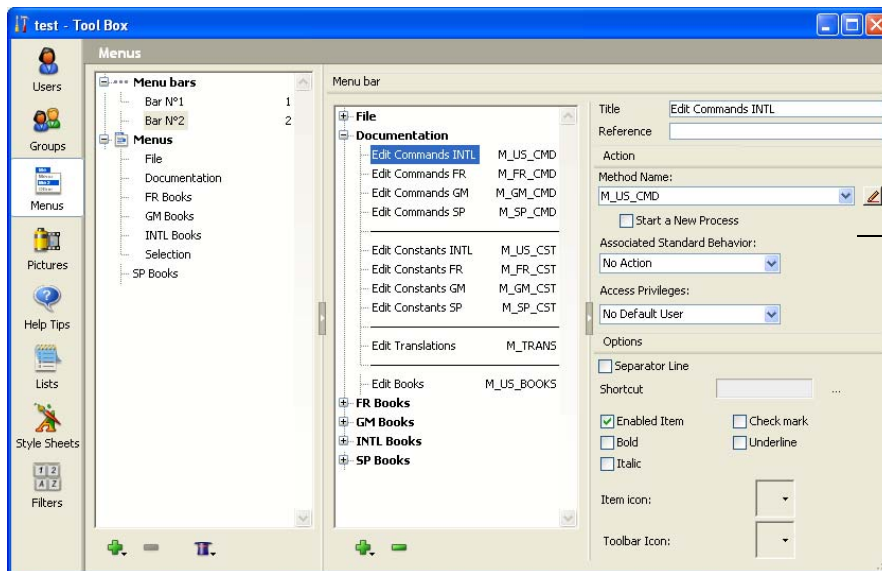 test - Tool Box
Menus
Users
Groups
Menus
Pictures
Help Tips
Lists
Style Sheets
Filters
Menu bars
Bar N°1 1
Bar N°2 2
Menus
File
Documentation
FR Books
GM Books
INTL Books
Selection
SP Books
Menu bar
File
Documentation
Edit Commands INTL M_US_CMD
Edit Commands FR M_FR_CMD
Edit Commands GM M_GM_CMD
Edit Commands SP M_SP_CMD
Edit Constants INTL M_US_CST
Edit Constants FR M_FR_CST
Edit Constants GM M_GM_CST
Edit Constants SP M_SP_CST
Edit Translations M_TRANS
Edit Books M_US_BOOKS
FR Books
GM Books
INTL Books
SP Books
Title Edit Commands INTL
Reference
Action
Method Name:
M_US_CMD
Start a New Process
Associated Standard Behavior:
No Action
Access Privileges:
No Default User
Options
Separator Line
Shortcut ...
Enabled Item Check mark
Bold Underline
Italic
Item icon:
Toolbar Icon: